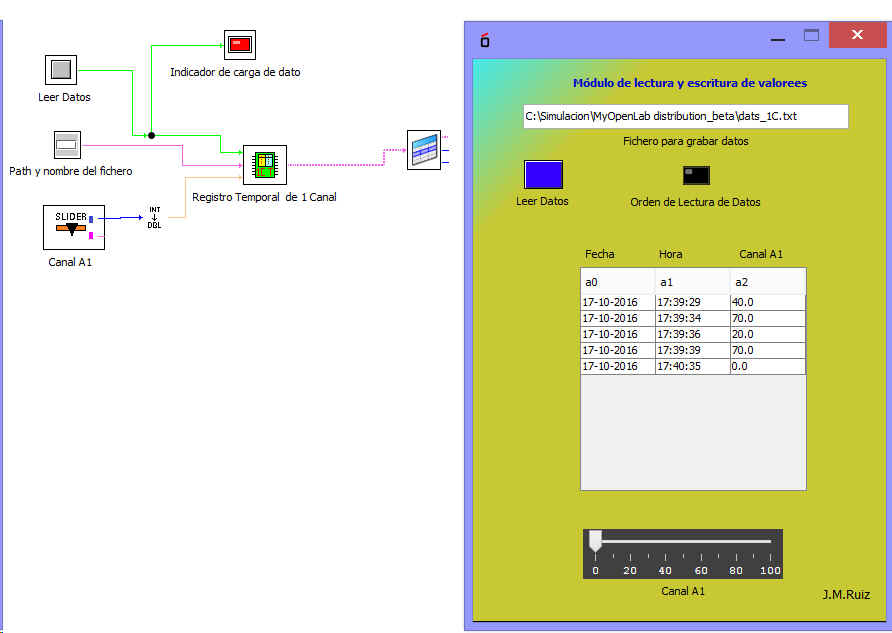 Indicador de carga de dato
Leer Datos
Path y nombre del fichero
Registro Temporal de 1 Canal
SLIDER
INT
DBL
Canal A1
Módulo de lectura y escritura de valorees
C:\Simulacion\MyOpenLab distribution_beta\dats_1C.txt
Fichero para grabar datos
Leer Datos
Orden de Lectura de Datos
Fecha Hora Canal A1
a0 a1 a2
17-10-2016 17:39:29 40.0
17-10-2016 17:39:34 70.0
17-10-2016 17:39:36 20.0
17-10-2016 17:39:39 70.0
17-10-2016 17:40:35 0.0
0 20 40 60 80 100
Canal A1
J.M.Ruiz